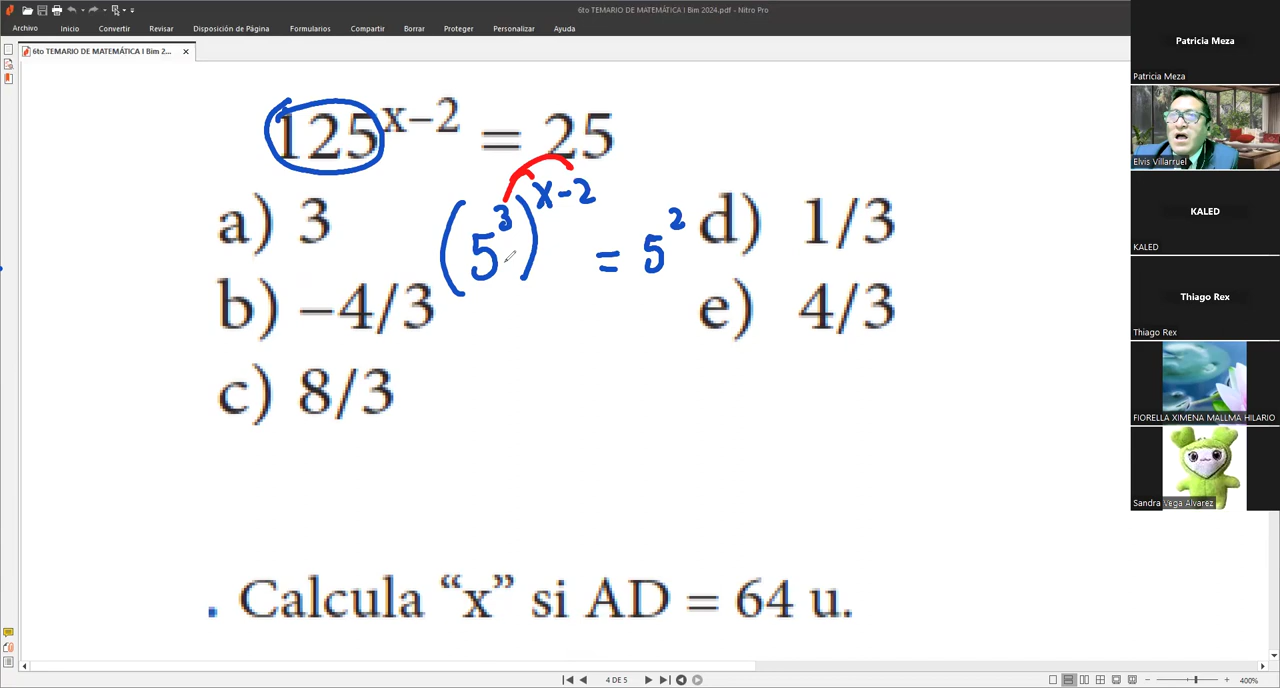 6to TEMARIO DE MATEMÁTICA I Bim 2024.pdf - Nitro Pro
Archivo Inicio Convertir Revisar Disposición de Página Formularios Compartir Borrar Proteger Personalizar Ayuda
6to TEMARIO DE MATEMÁTICA I Bim 2... ×
125^{x–2} = 25
(5^3)^{x-2} = 5^2
a) 3
b) –4/3
c) 8/3
d) 1/3
e) 4/3
. Calcula “x” si AD = 64 u.
4 DE 5
400%
Patricia Meza
Patricia Meza
Elvis Villarruel
KALED
KALED
Thiago Rex
Thiago Rex
FIORELLA XIMENA MALLMA HILARIO
Sandra Vega Alvarez